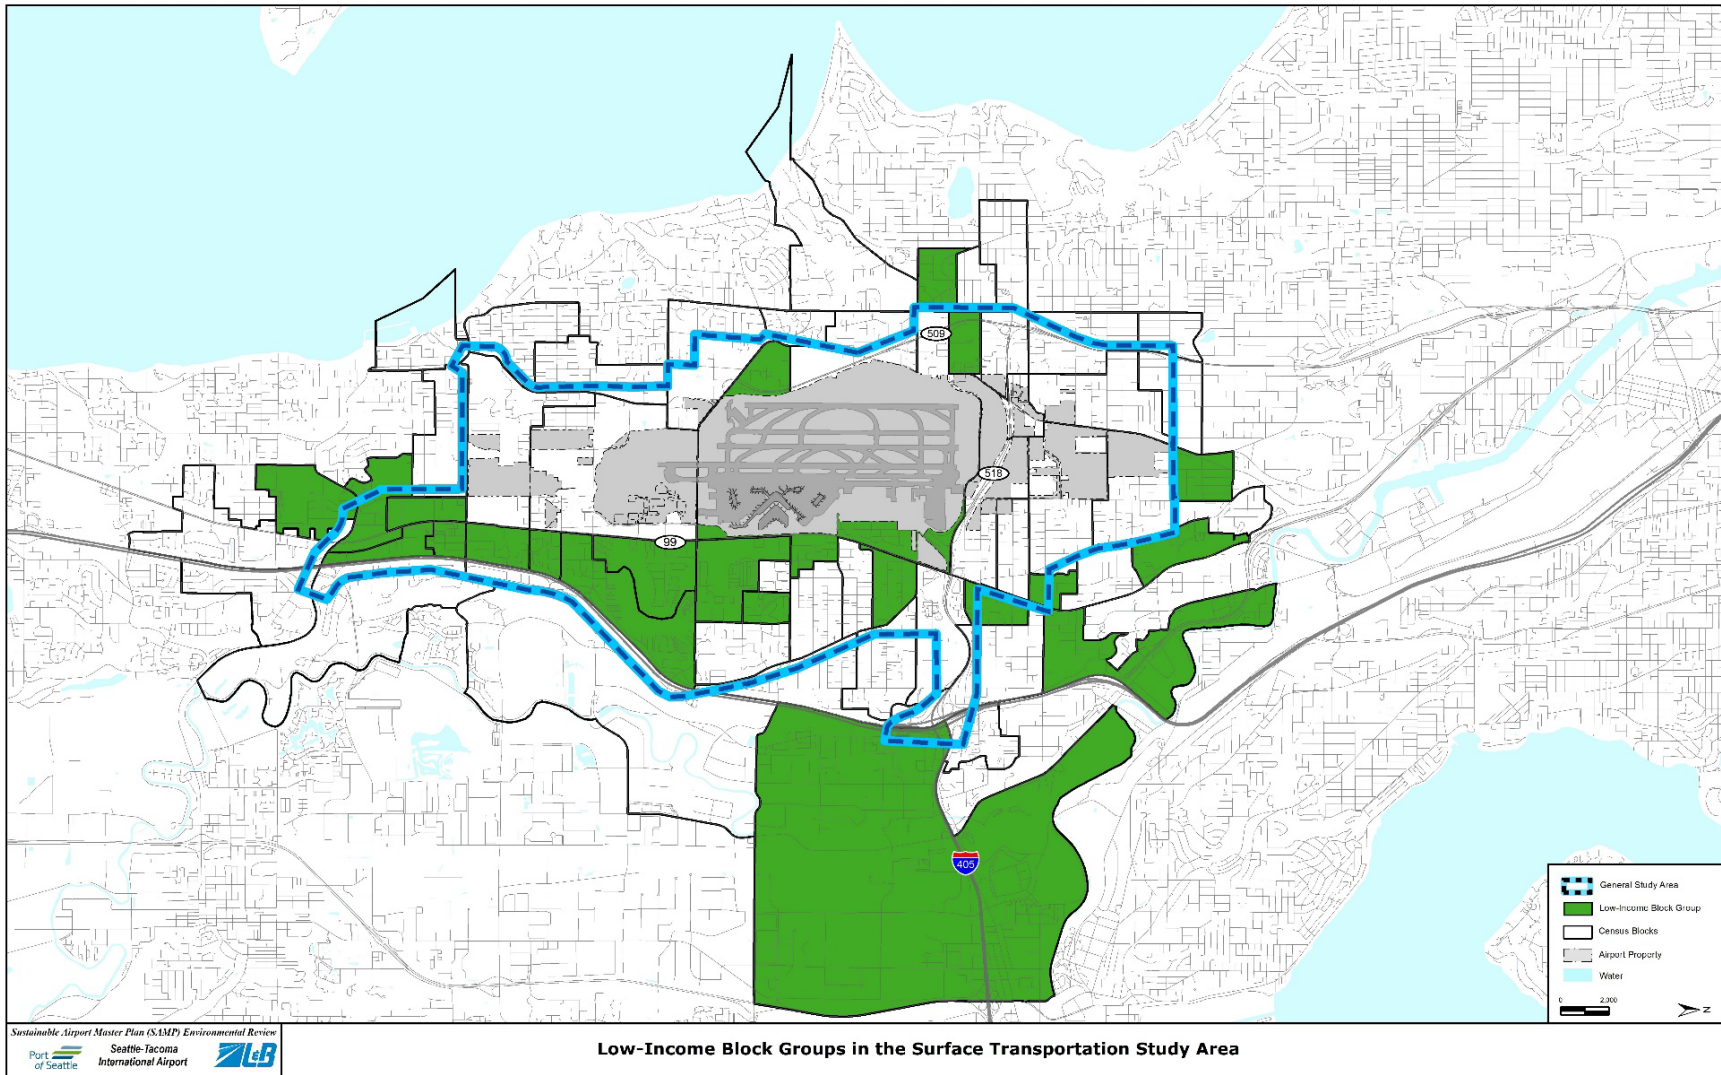 509
518
99
405
General Study Area
Low-Income Block Group
Census Blocks
Airport Property
Water
0 2,000
N
Sustainable Airport Master Plan (SAMP) Environmental Review
Port of Seattle
Seattle-Tacoma
International Airport
L&B
Low-Income Block Groups in the Surface Transportation Study Area